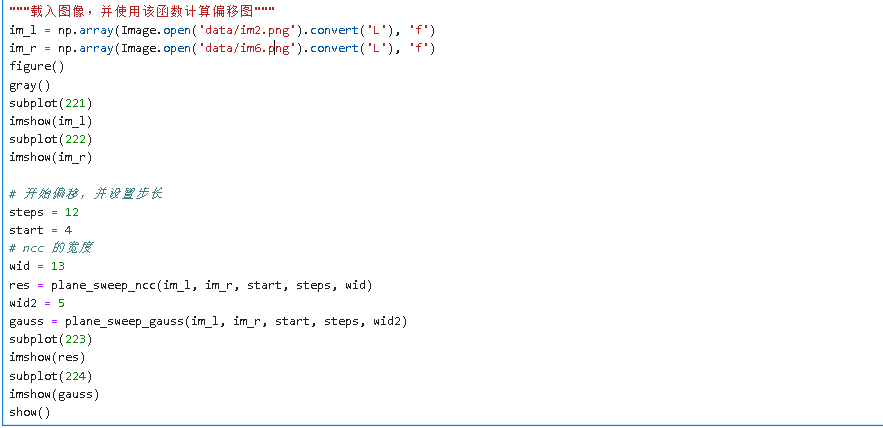 """载入图像，并使用该函数计算偏移图"""
im_l = np.array(Image.open('data/im2.png').convert('L'), 'f')
im_r = np.array(Image.open('data/im6.png').convert('L'), 'f')
figure()
gray()
subplot(221)
imshow(im_l)
subplot(222)
imshow(im_r)
# 开始偏移，并设置步长
steps = 12
start = 4
# ncc 的宽度
wid = 13
res = plane_sweep_ncc(im_l, im_r, start, steps, wid)
wid2 = 5
gauss = plane_sweep_gauss(im_l, im_r, start, steps, wid2)
subplot(223)
imshow(res)
subplot(224)
imshow(gauss)
show()